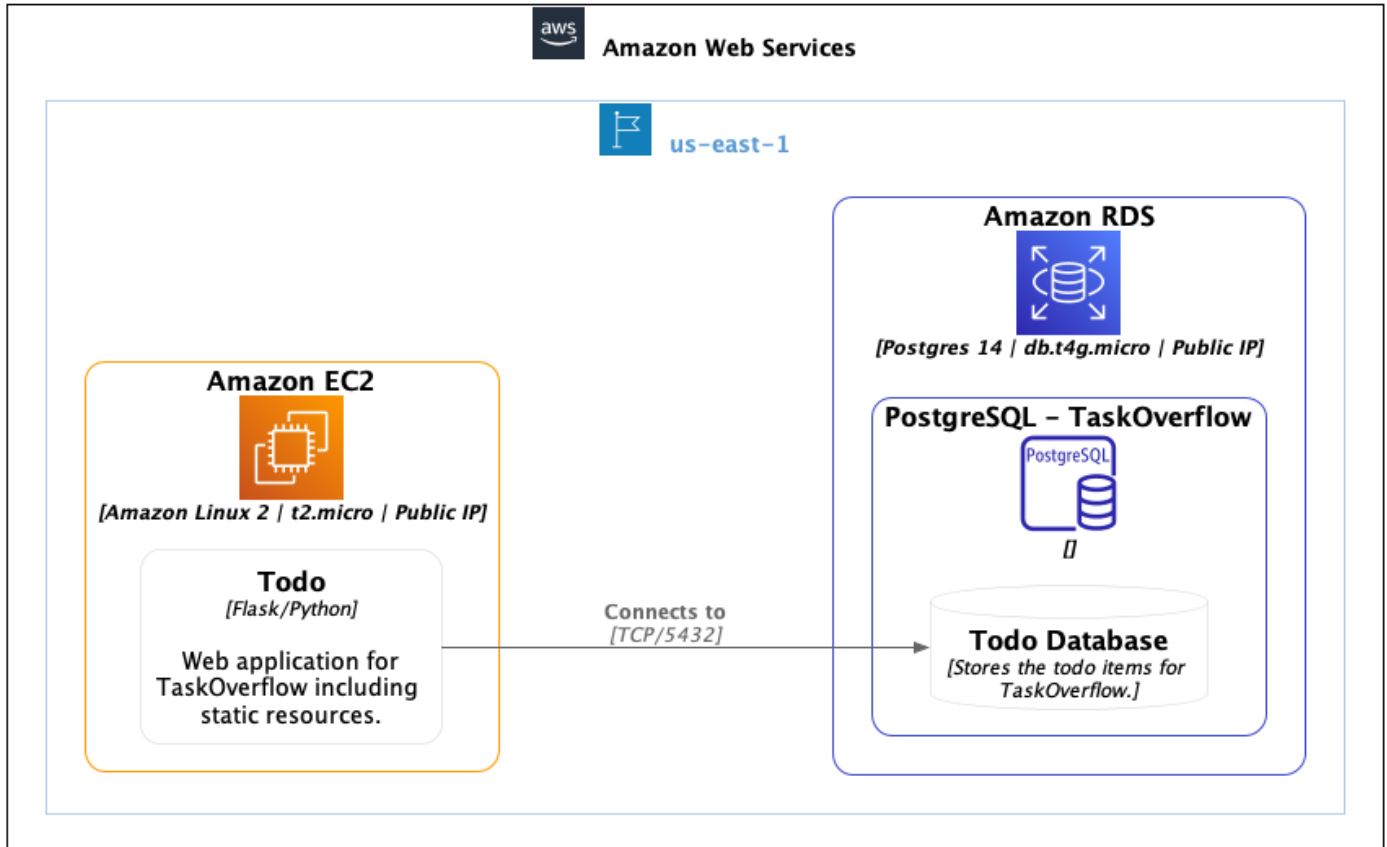 aws
Amazon Web Services
us-east-1
Amazon RDS
[Postgres 14 | db.t4g.micro | Public IP]
Amazon EC2
[Amazon Linux 2 | t2.micro | Public IP]
PostgreSQL - TaskOverflow
PostgreSQL
[]
Todo
[Flask/Python]
Web application for
TaskOverflow including
static resources.
Connects to
[TCP/5432]
Todo Database
[Stores the todo items for
TaskOverflow.]